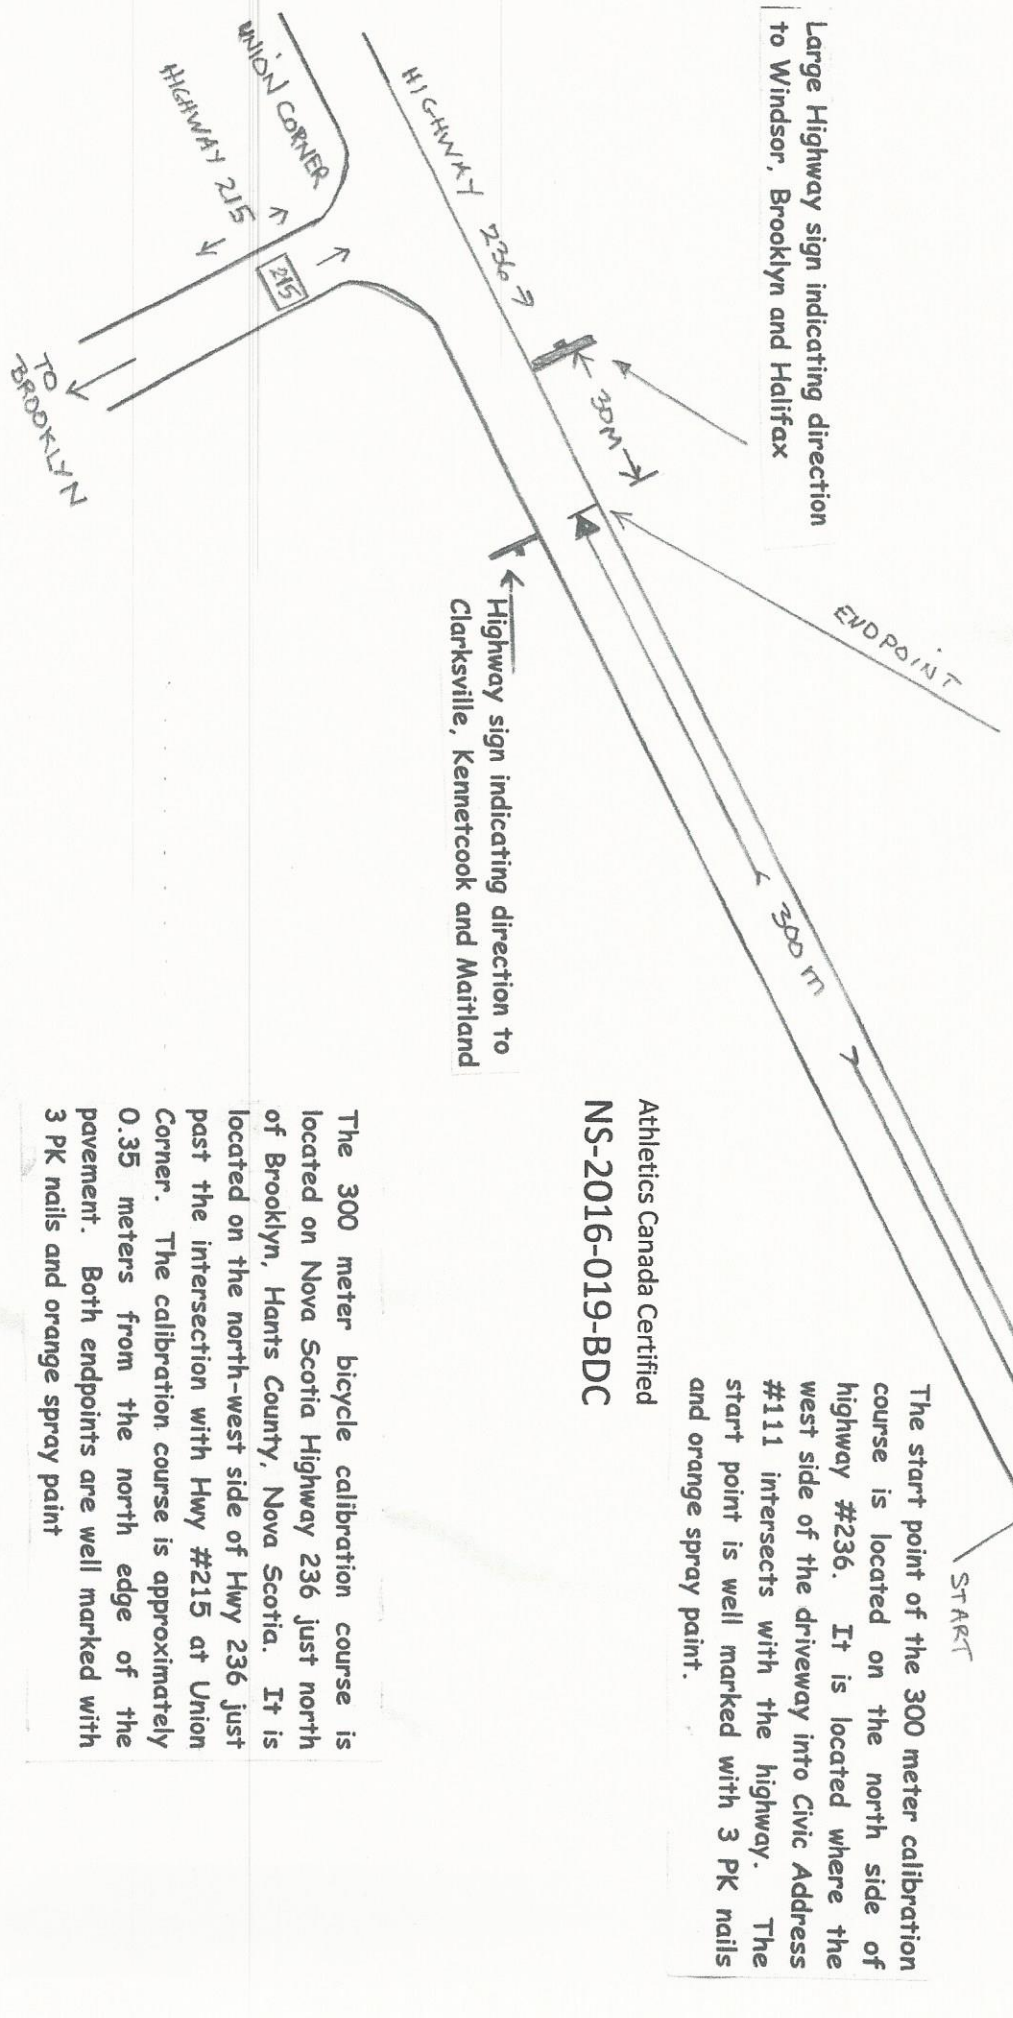 Large Highway sign indicating direction
to Windsor, Brooklyn and Halifax
ENDPOINT
START
HIGHWAY 236
30M
300 m
UNION CORNER
HIGHWAY 215
215
TO
BROOKLYN
Highway sign indicating direction to
Clarksville, Kennetcook and Maitland
The start point of the 300 meter calibration
course is located on the north side of
highway #236. It is located where the
west side of the driveway into Civic Address
#111 intersects with the highway. The
start point is well marked with 3 PK nails
and orange spray paint.
Athletics Canada Certified
NS-2016-019-BDC
The 300 meter bicycle calibration course is
located on Nova Scotia Highway 236 just north
of Brooklyn, Hants County, Nova Scotia. It is
located on the north-west side of Hwy 236 just
past the intersection with Hwy #215 at Union
Corner. The calibration course is approximately
0.35 meters from the north edge of the
pavement. Both endpoints are well marked with
3 PK nails and orange spray paint